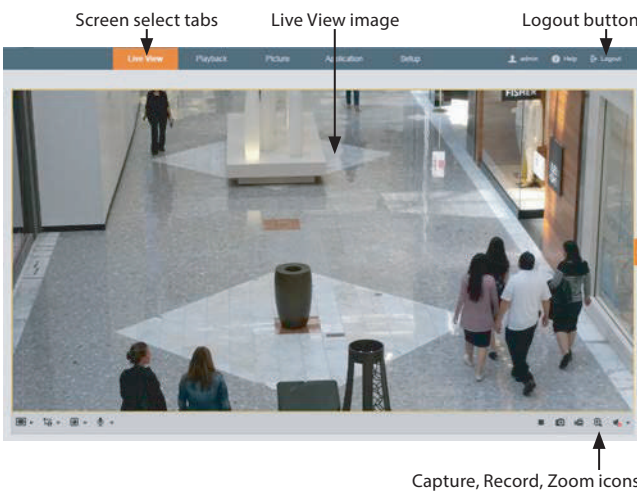 Screen select tabs
Live View image
Logout button
Live View
Playback
Picture
Application
Setup
admin
Help
Logout
FISHER
Capture, Record, Zoom icons